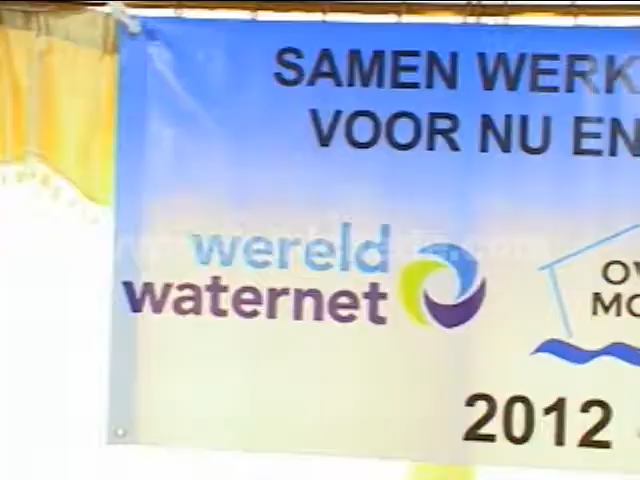 SAMEN WERK
VOOR NU EN
wereld
waternet
OV
MO
2012